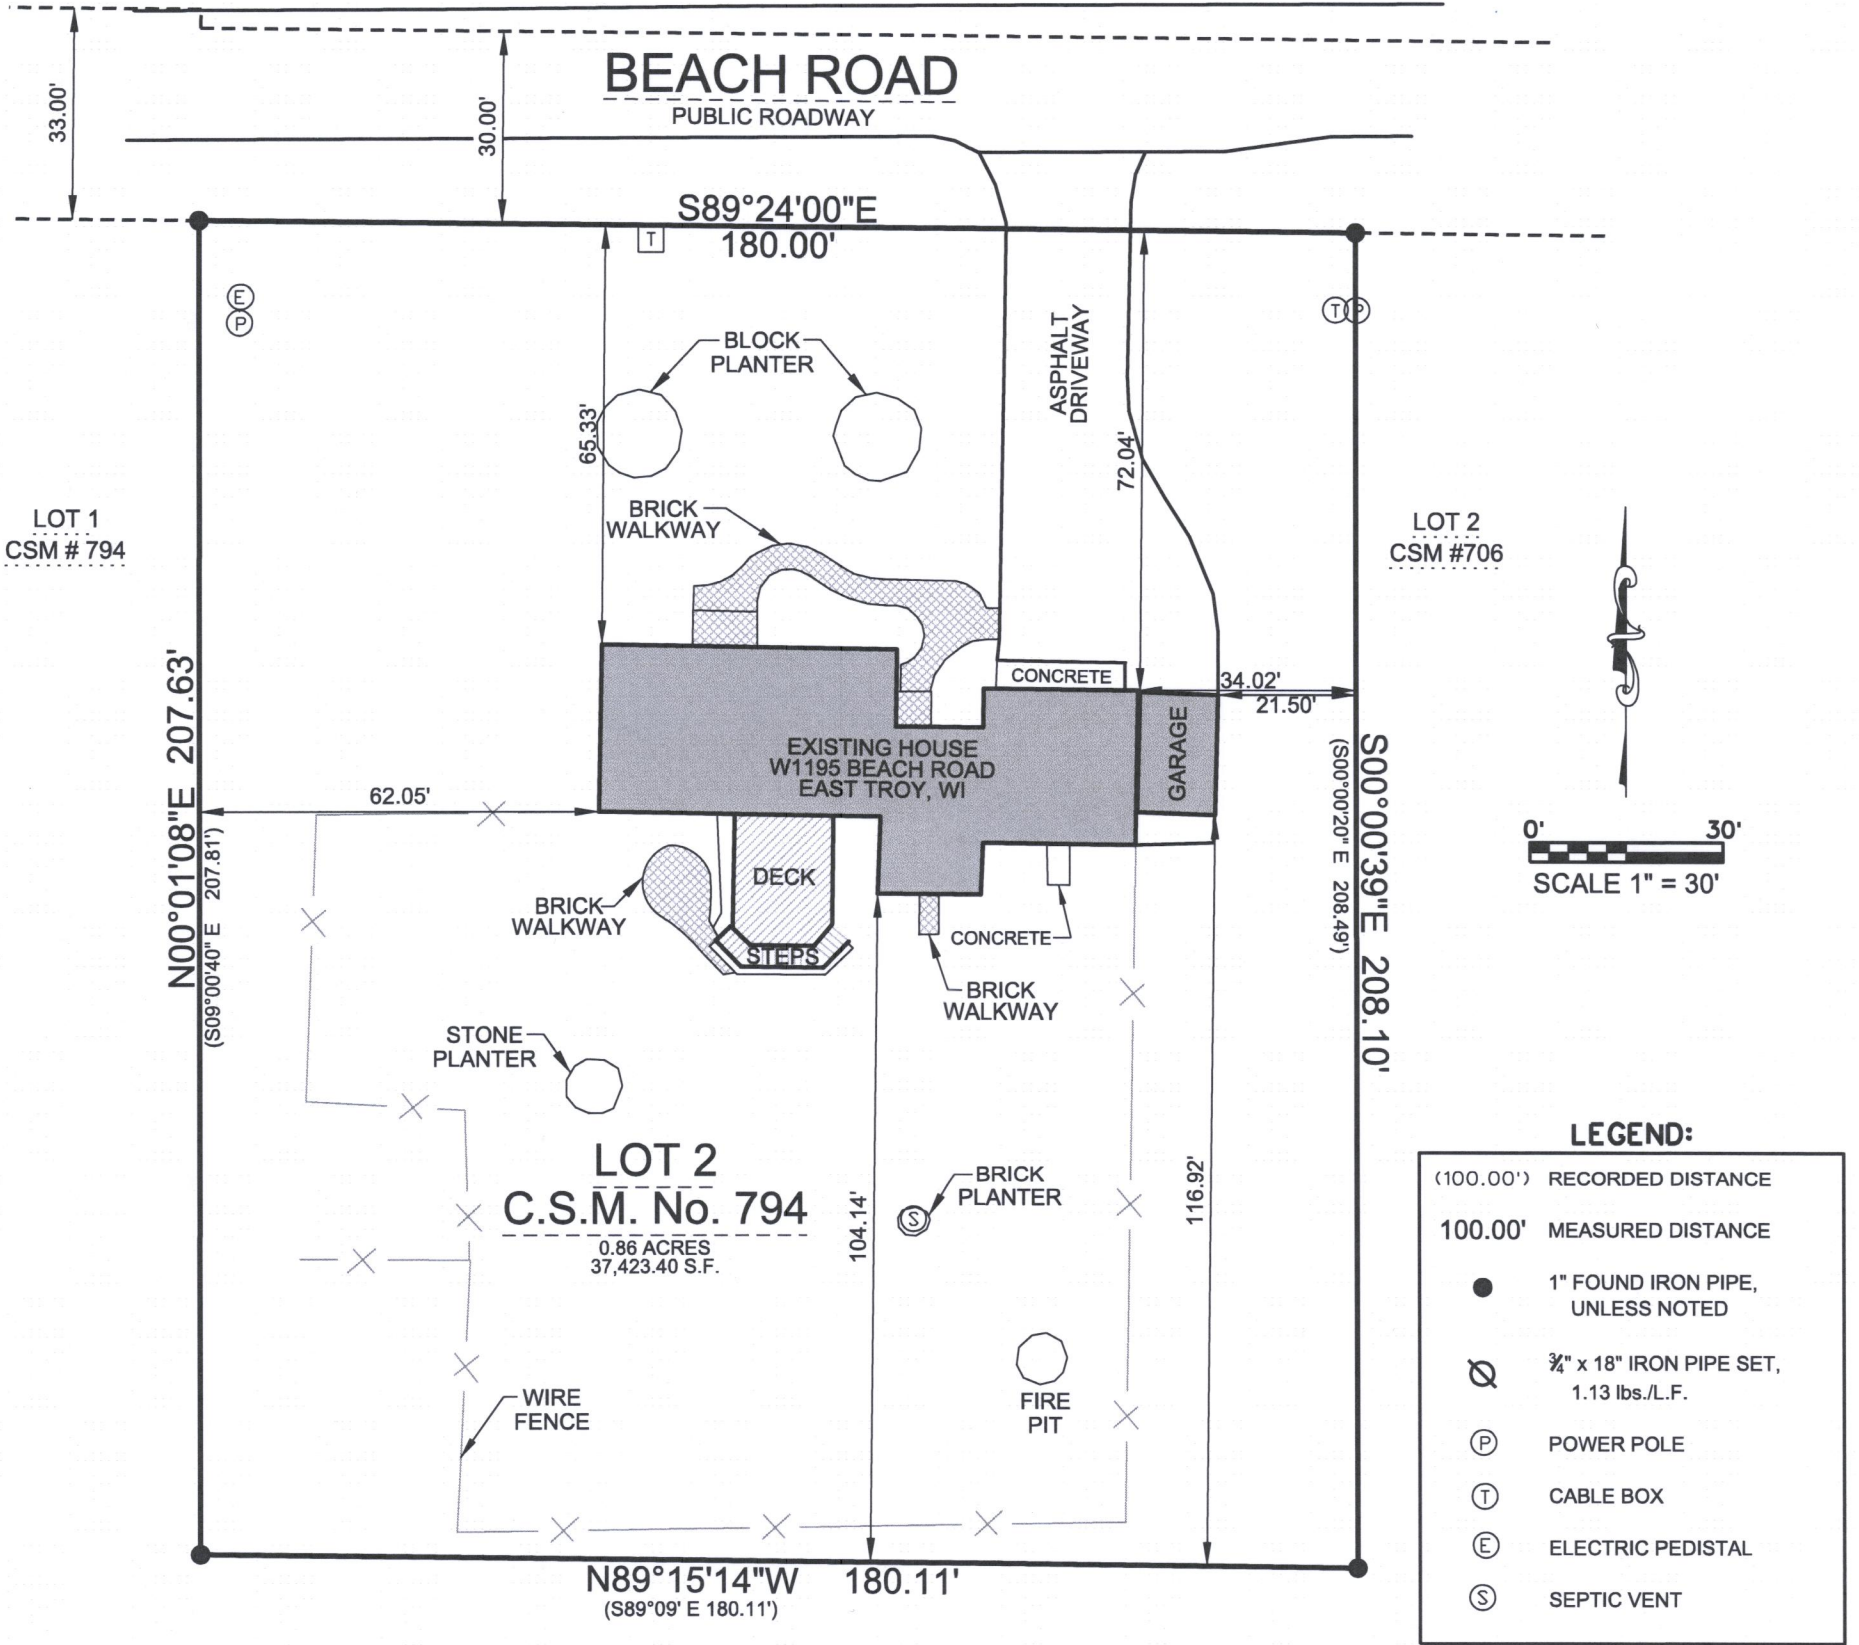 33.00'
30.00'
BEACH ROAD
PUBLIC ROADWAY
S89°24'00"E
180.00'
T
E
P
T
P
BLOCK
PLANTER
ASPHALT
DRIVEWAY
65.33'
72.04'
BRICK
WALKWAY
LOT 1
CSM # 794
LOT 2
CSM #706
CONCRETE
34.02'
21.50'
GARAGE
EXISTING HOUSE
W1195 BEACH ROAD
EAST TROY, WI
N00°01'08"E 207.63'
(S09°00'40" E 207.81')
62.05'
S00°00'39"E 208.10'
(S00°00'20" E 208.49')
0' 30'
SCALE 1" = 30'
DECK
STEPS
BRICK
WALKWAY
CONCRETE
BRICK
WALKWAY
STONE
PLANTER
LOT 2
C.S.M. No. 794
0.86 ACRES
37,423.40 S.F.
104.14'
116.92'
BRICK
PLANTER
S
WIRE
FENCE
FIRE
PIT
N89°15'14"W 180.11'
(S89°09' E 180.11')
LEGEND:
(100.00') RECORDED DISTANCE
100.00' MEASURED DISTANCE
1" FOUND IRON PIPE,
UNLESS NOTED
¾" x 18" IRON PIPE SET,
1.13 lbs./L.F.
P POWER POLE
T CABLE BOX
E ELECTRIC PEDISTAL
S SEPTIC VENT